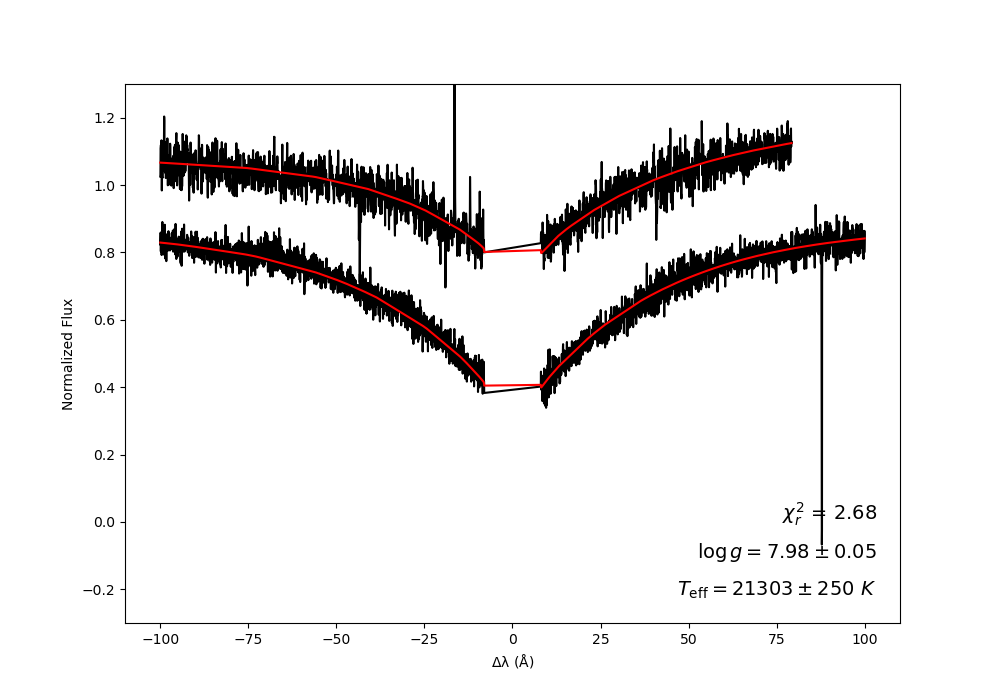 1.2
1.0
0.8
0.6
0.4
0.2
0.0
−0.2
Normalized Flux
χ²ᵣ = 2.68
log g = 7.98 ± 0.05
T_eff = 21303 ± 250 K
−100 −75 −50 −25 0 25 50 75 100
Δλ (Å)